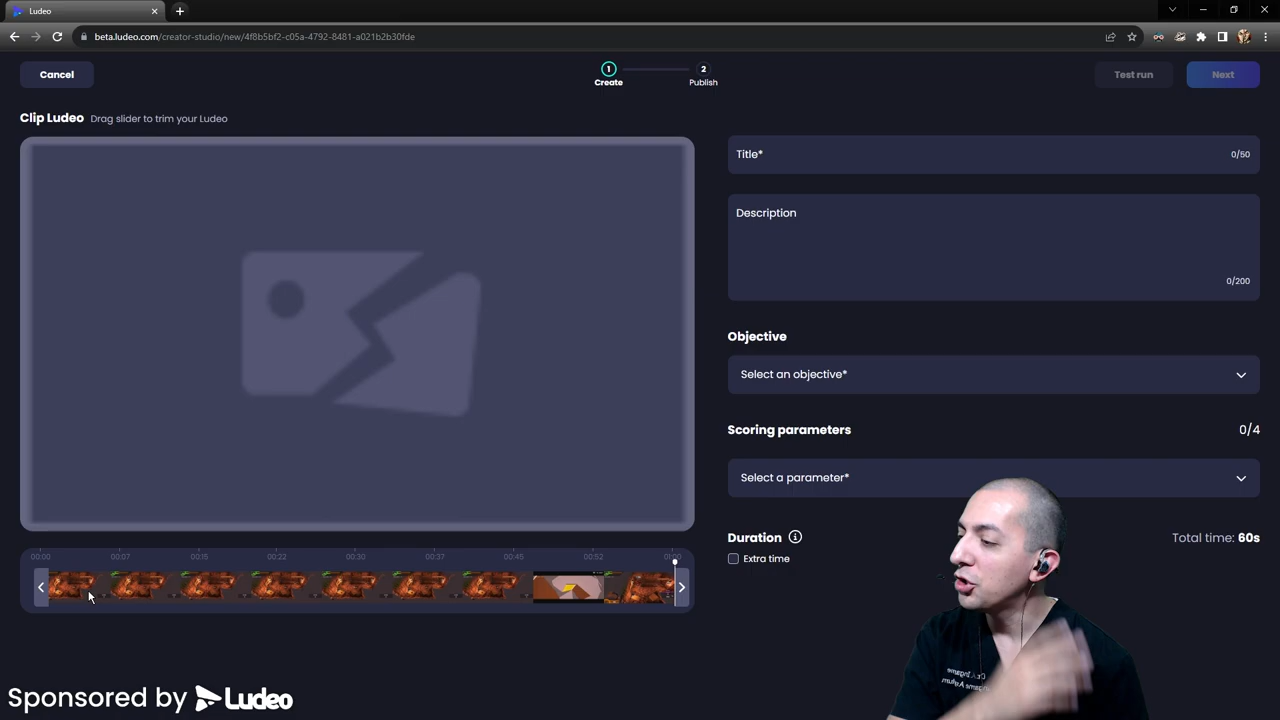 Ludeo
beta.ludeo.com/creator-studio/new/4f8b5bf2-c05a-4792-8481-a021b2b30fde
Cancel
1
2
Create
Publish
Test run
Next
Clip Ludeo Drag slider to trim your Ludeo
Title*
0/50
Description
0/200
Objective
Select an objective*
Scoring parameters
0/4
Select a parameter*
Duration
Total time: 60s
Extra time
00:00 00:07 00:15 00:22 00:30 00:37 00:45 00:52 01:00
Sponsored by Ludeo